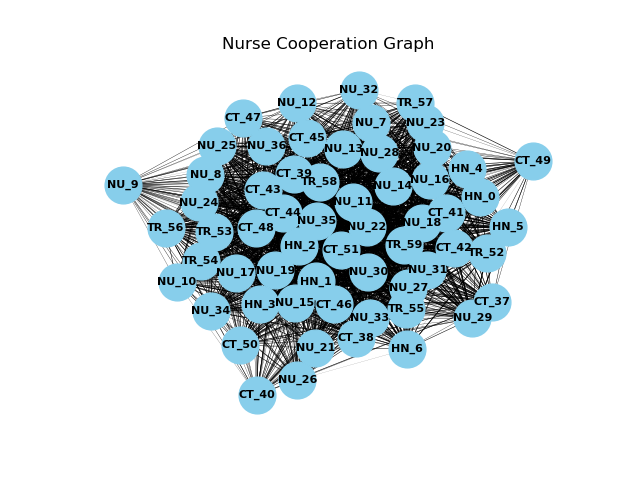 Nurse Cooperation Graph
NU_32
NU_12
TR_57
CT_47
NU_7
NU_23
CT_45
NU_25
NU_36
NU_13
NU_20
NU_28
CT_49
HN_4
NU_8
CT_39
NU_16
TR_58
NU_9
NU_14
CT_43
HN_0
NU_24
NU_11
CT_44
CT_41
NU_35
NU_18
TR_56
CT_48
NU_22
HN_5
TR_53
HN_2
TR_59
CT_51
CT_42
TR_52
TR_54
NU_19
NU_31
NU_17
NU_30
NU_10
HN_1
NU_27
CT_37
NU_15
HN_3
CT_46
TR_55
NU_34
NU_33
NU_29
CT_38
CT_50
NU_21
HN_6
NU_26
CT_40